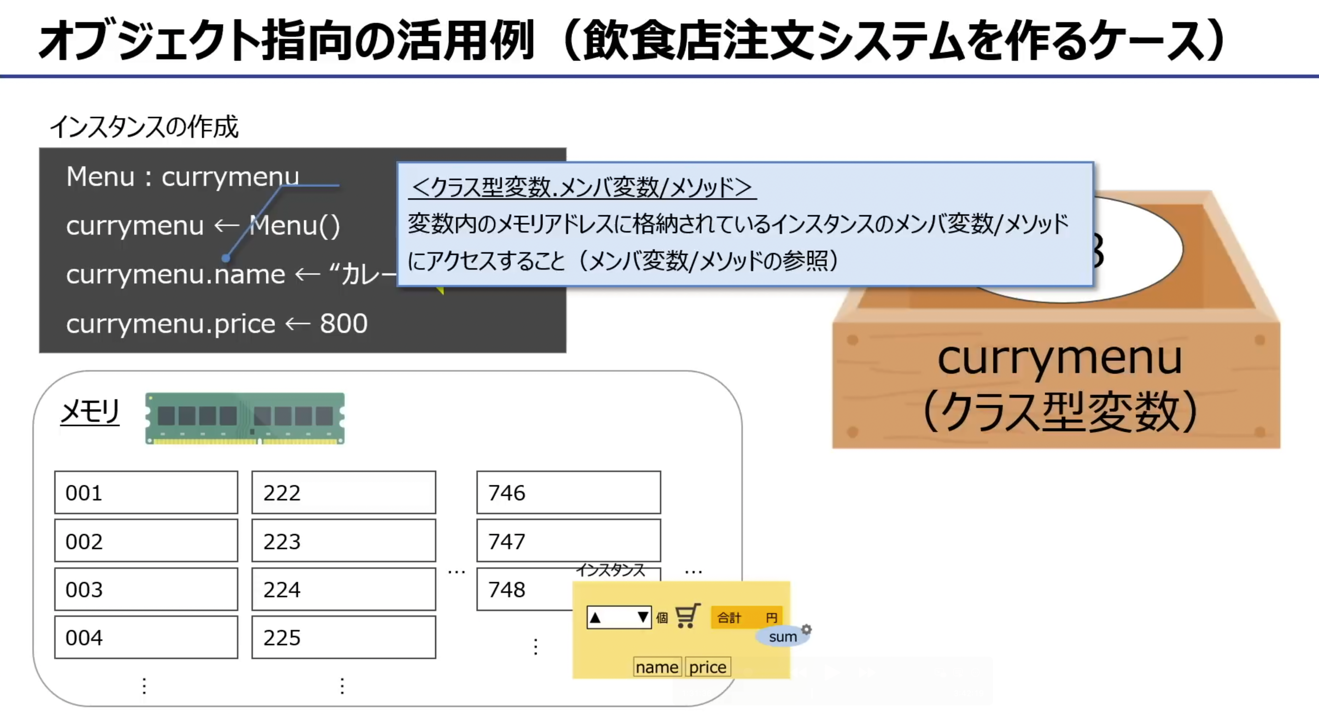 オブジェクト指向の活用例（飲食店注文システムを作るケース）
インスタンスの作成
Menu : currymenu
currymenu ← Menu()
currymenu.name ← “カレー
currymenu.price ← 800
＜クラス型変数.メンバ変数/メソッド＞
変数内のメモリアドレスに格納されているインスタンスのメンバ変数/メソッド
にアクセスすること（メンバ変数/メソッドの参照）
currymenu
（クラス型変数）
メモリ
001
002
003
004
⋮
222
223
224
225
⋮
…
746
747
748
⋮
…
インスタンス
▲ ▼ 個 合計 円
sum
name price